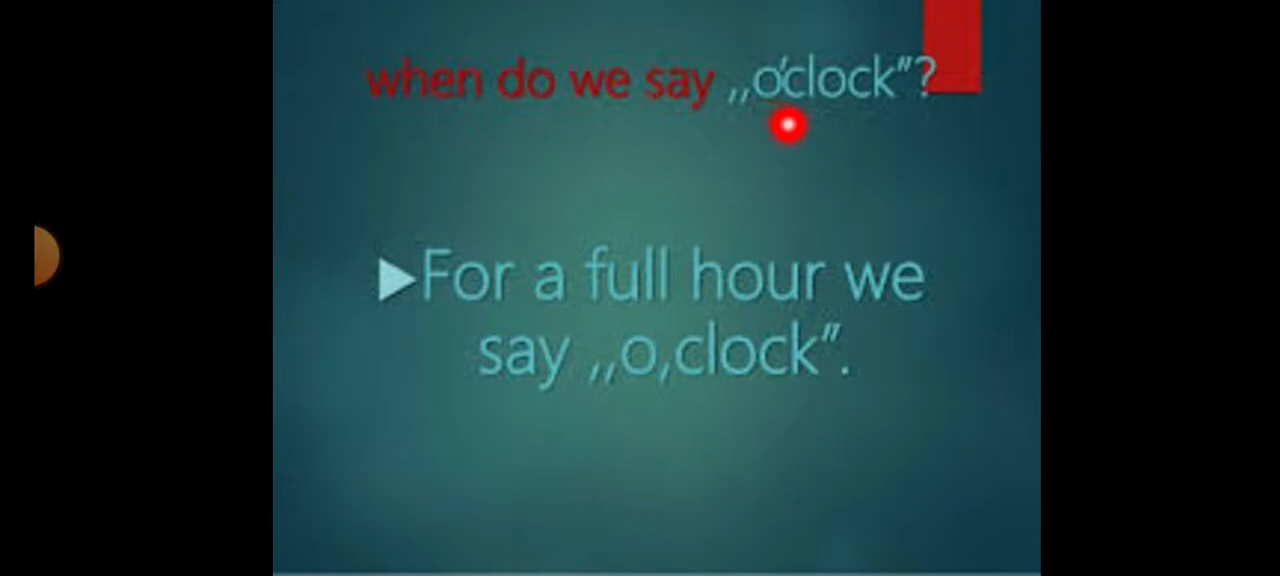 when do we say ,,o'clock"?
For a full hour we
say ,,o,clock".